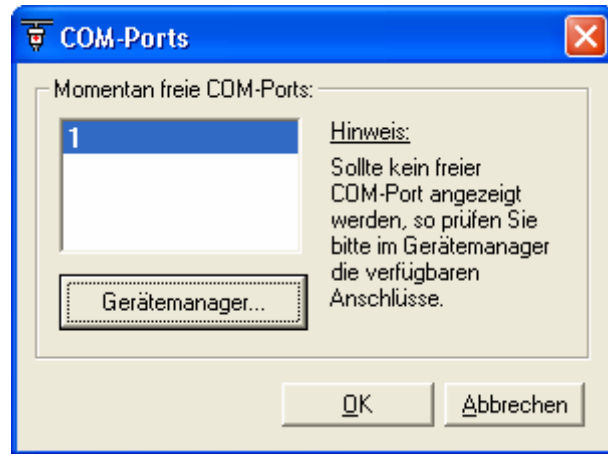 COM-Ports
Momentan freie COM-Ports:
1
Hinweis:
Sollte kein freier
COM-Port angezeigt
werden, so prüfen Sie
bitte im Gerätemanager
die verfügbaren
Anschlüsse.
Gerätemanager...
OK
Abbrechen